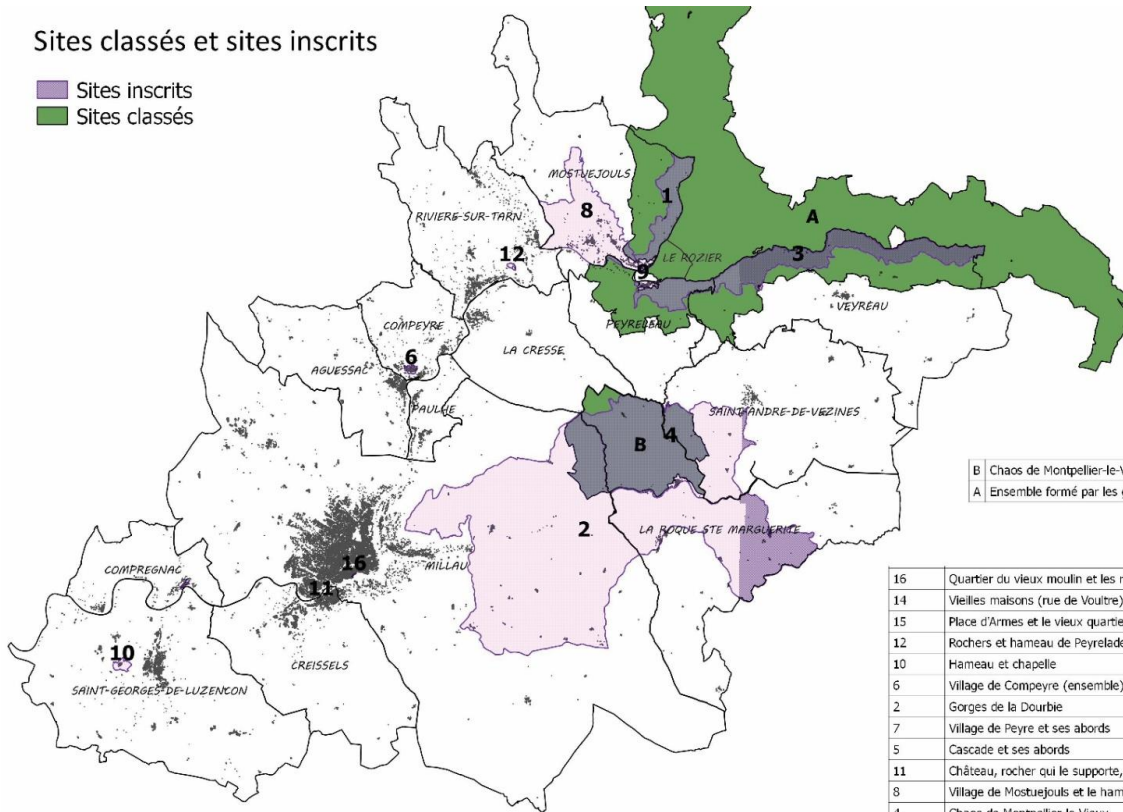 Sites classés et sites inscrits
Sites inscrits
Sites classés
MOSTUEJOULS
1
8
A
RIVIERE-SUR-TARN
12
LE ROZIER
3
9
COMPEYRE
PEYRELEAU
VEYREAU
6
LA CRESSE
AGUESSAC
PAULHE
SAINT-ANDRE-DE-VEZINES
B
4
B Chaos de Montpellier-le-V
A Ensemble formé par les g
2
LA ROQUE STE MARGUERITE
16
MILLAU
COMPREGNAC
11
10
CREISSELS
SAINT-GEORGES-DE-LUZENCON
16 Quartier du vieux moulin et les
14 Vieilles maisons (rue de Voultre)
15 Place d'Armes et le vieux quartie
12 Rochers et hameau de Peyrelade
10 Hameau et chapelle
6 Village de Compeyre (ensemble)
2 Gorges de la Dourbie
7 Village de Peyre et ses abords
5 Cascade et ses abords
11 Château, rocher qui le supporte,
8 Village de Mostuejouls et le ham
4 Chaos de Montpellier-le-Vieux